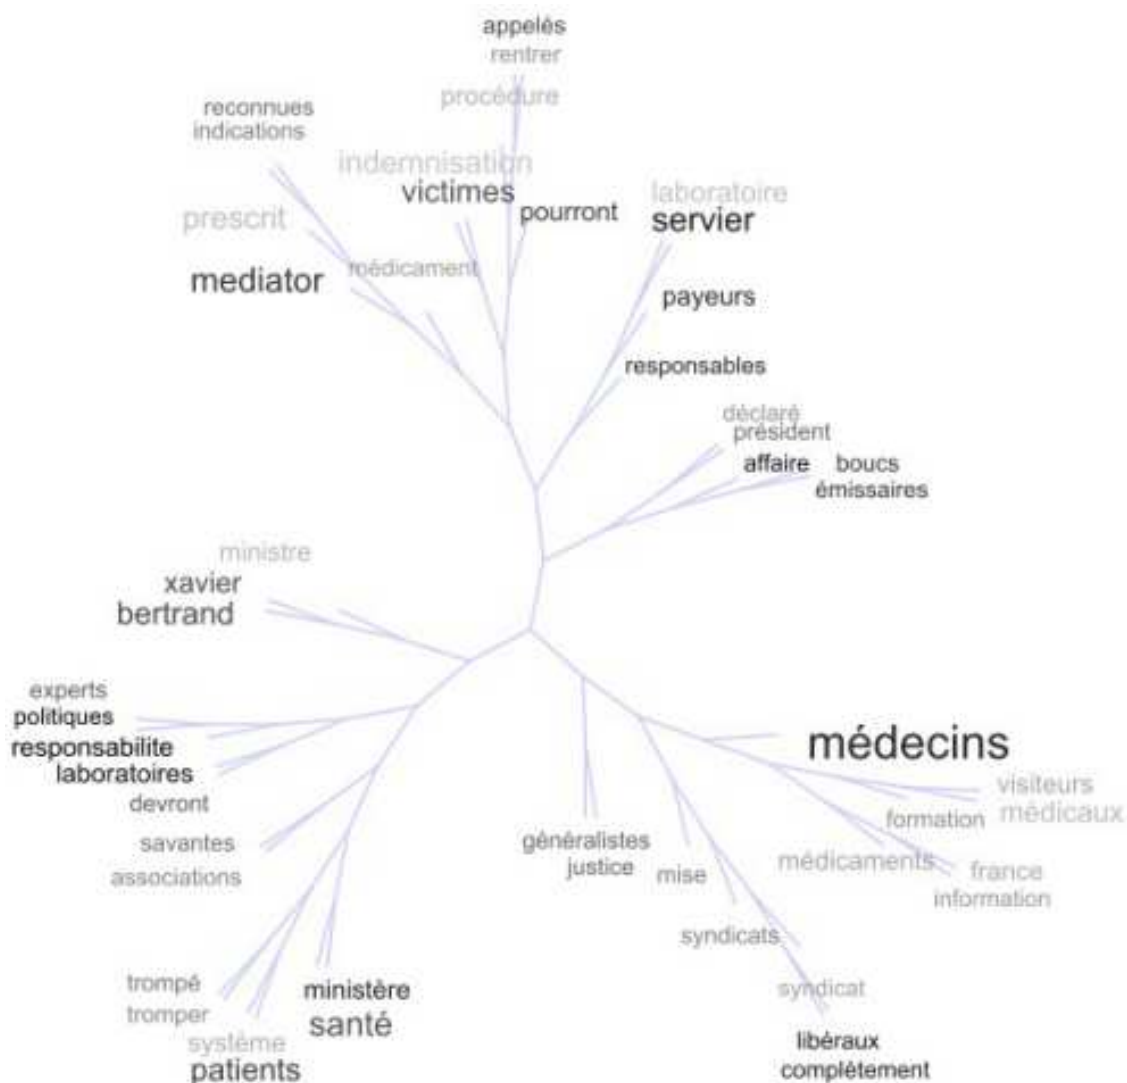 appelés
rentrer
procédure
reconnues
indications
indemnisation
victimes
pourront
prescrit
médicament
mediator
laboratoire
servier
payeurs
responsables
déclaré
président
affaire
boucs
émissaires
ministre
xavier
bertrand
experts
politiques
responsabilite
laboratoires
devront
savantes
associations
trompé
tromper
système
patients
ministère
santé
généralistes
justice
mise
syndicats
syndicat
libéraux
complètement
médecins
visiteurs
médicaux
formation
médicaments
france
information